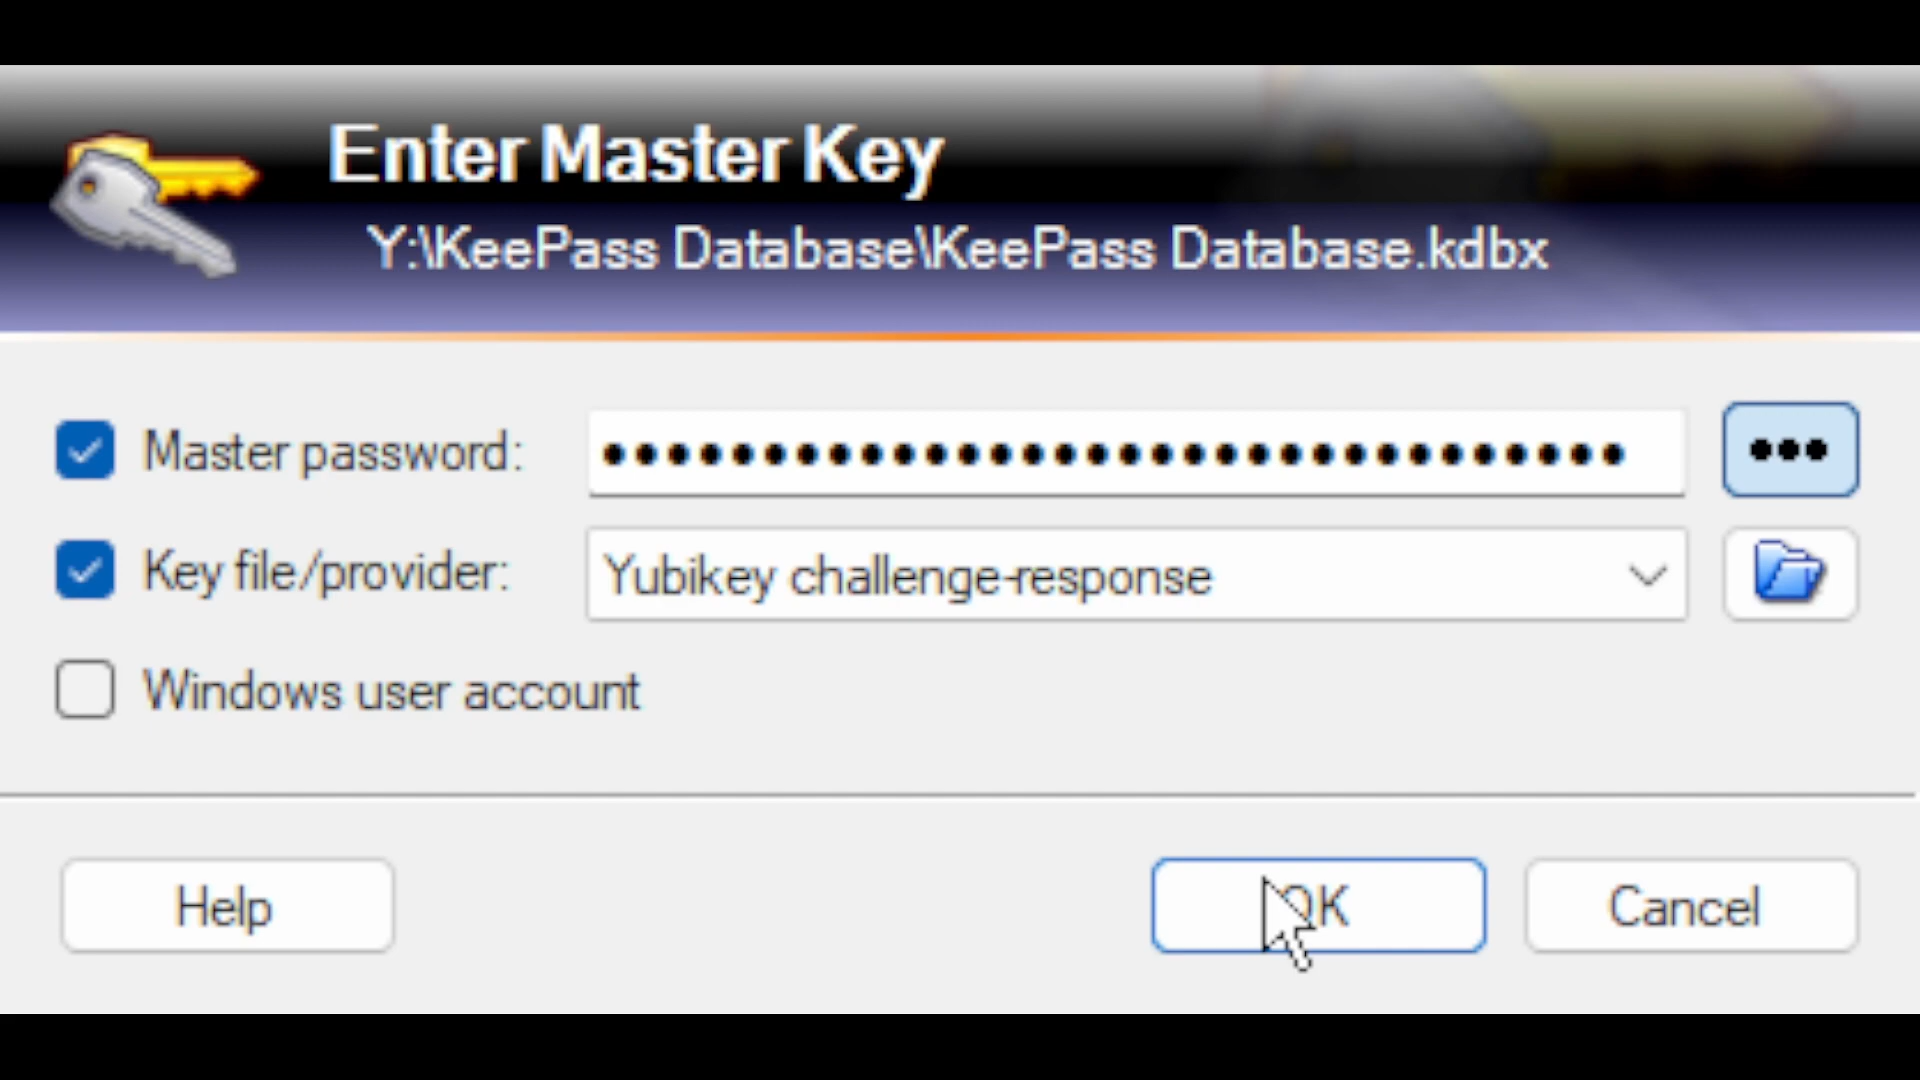 Enter Master Key
Y:\KeePass Database\KeePass Database.kdbx
Master password: ●●●●●●●●●●●●●●●●●●●●●●●●●●●●●●●●
Key file/provider: Yubikey challenge-response
Windows user account
Help OK Cancel